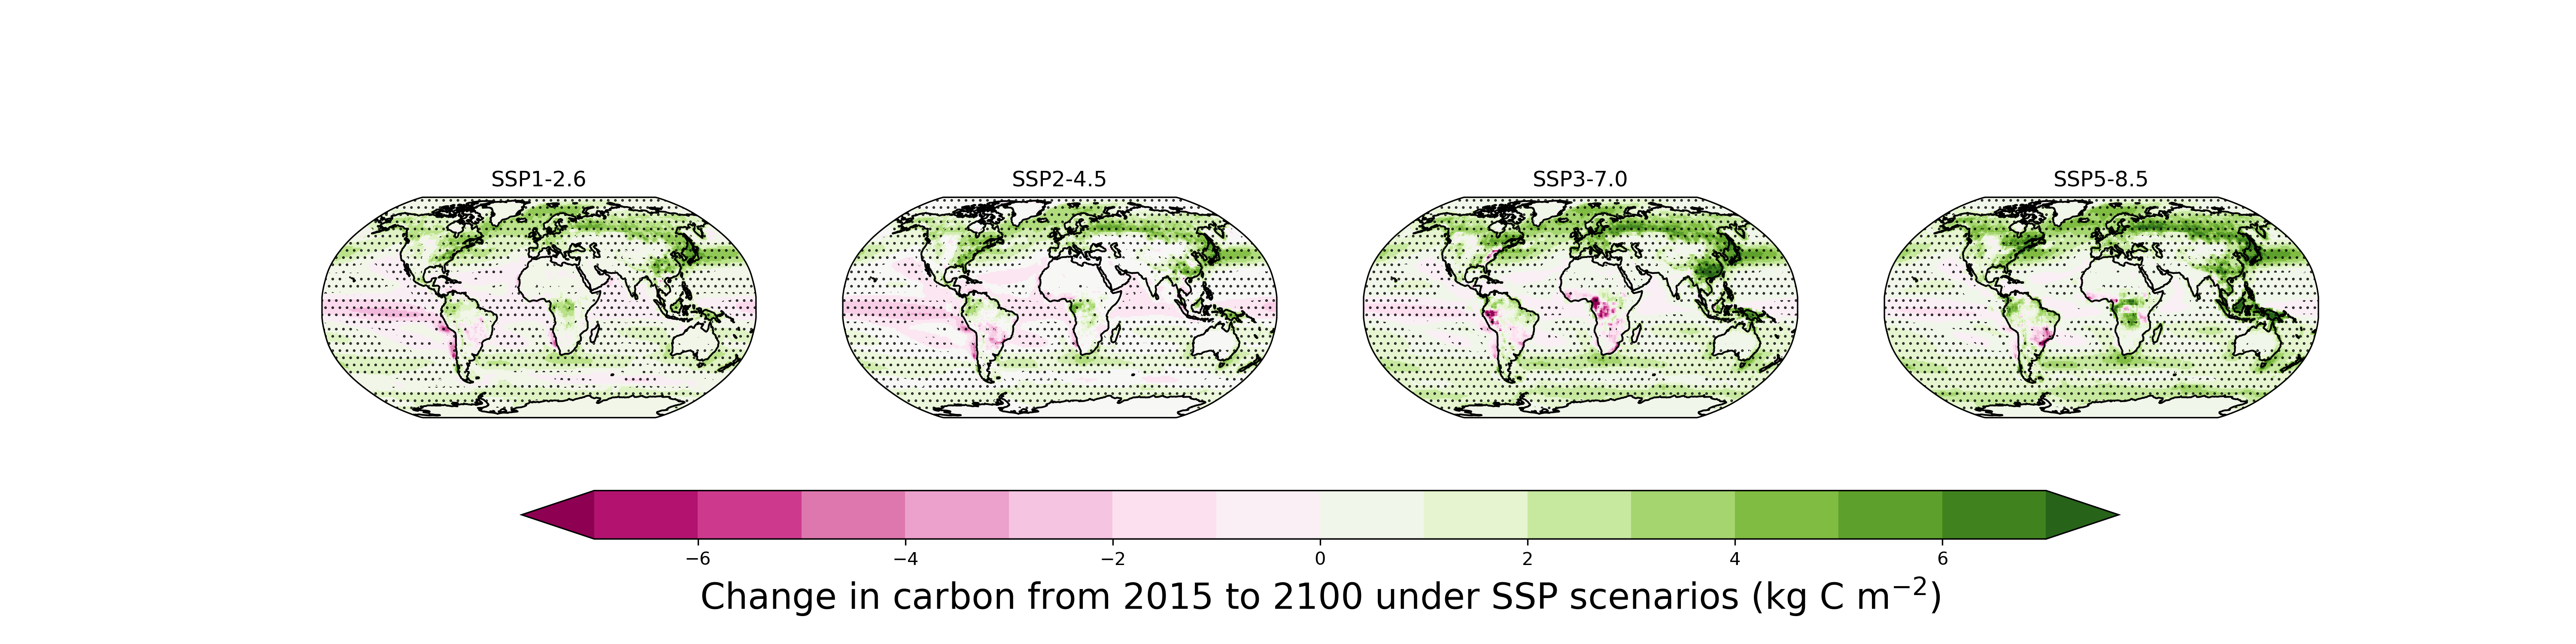 SSP1-2.6 SSP2-4.5 SSP3-7.0 SSP5-8.5
−6 −4 −2 0 2 4 6
Change in carbon from 2015 to 2100 under SSP scenarios (kg C m⁻²)